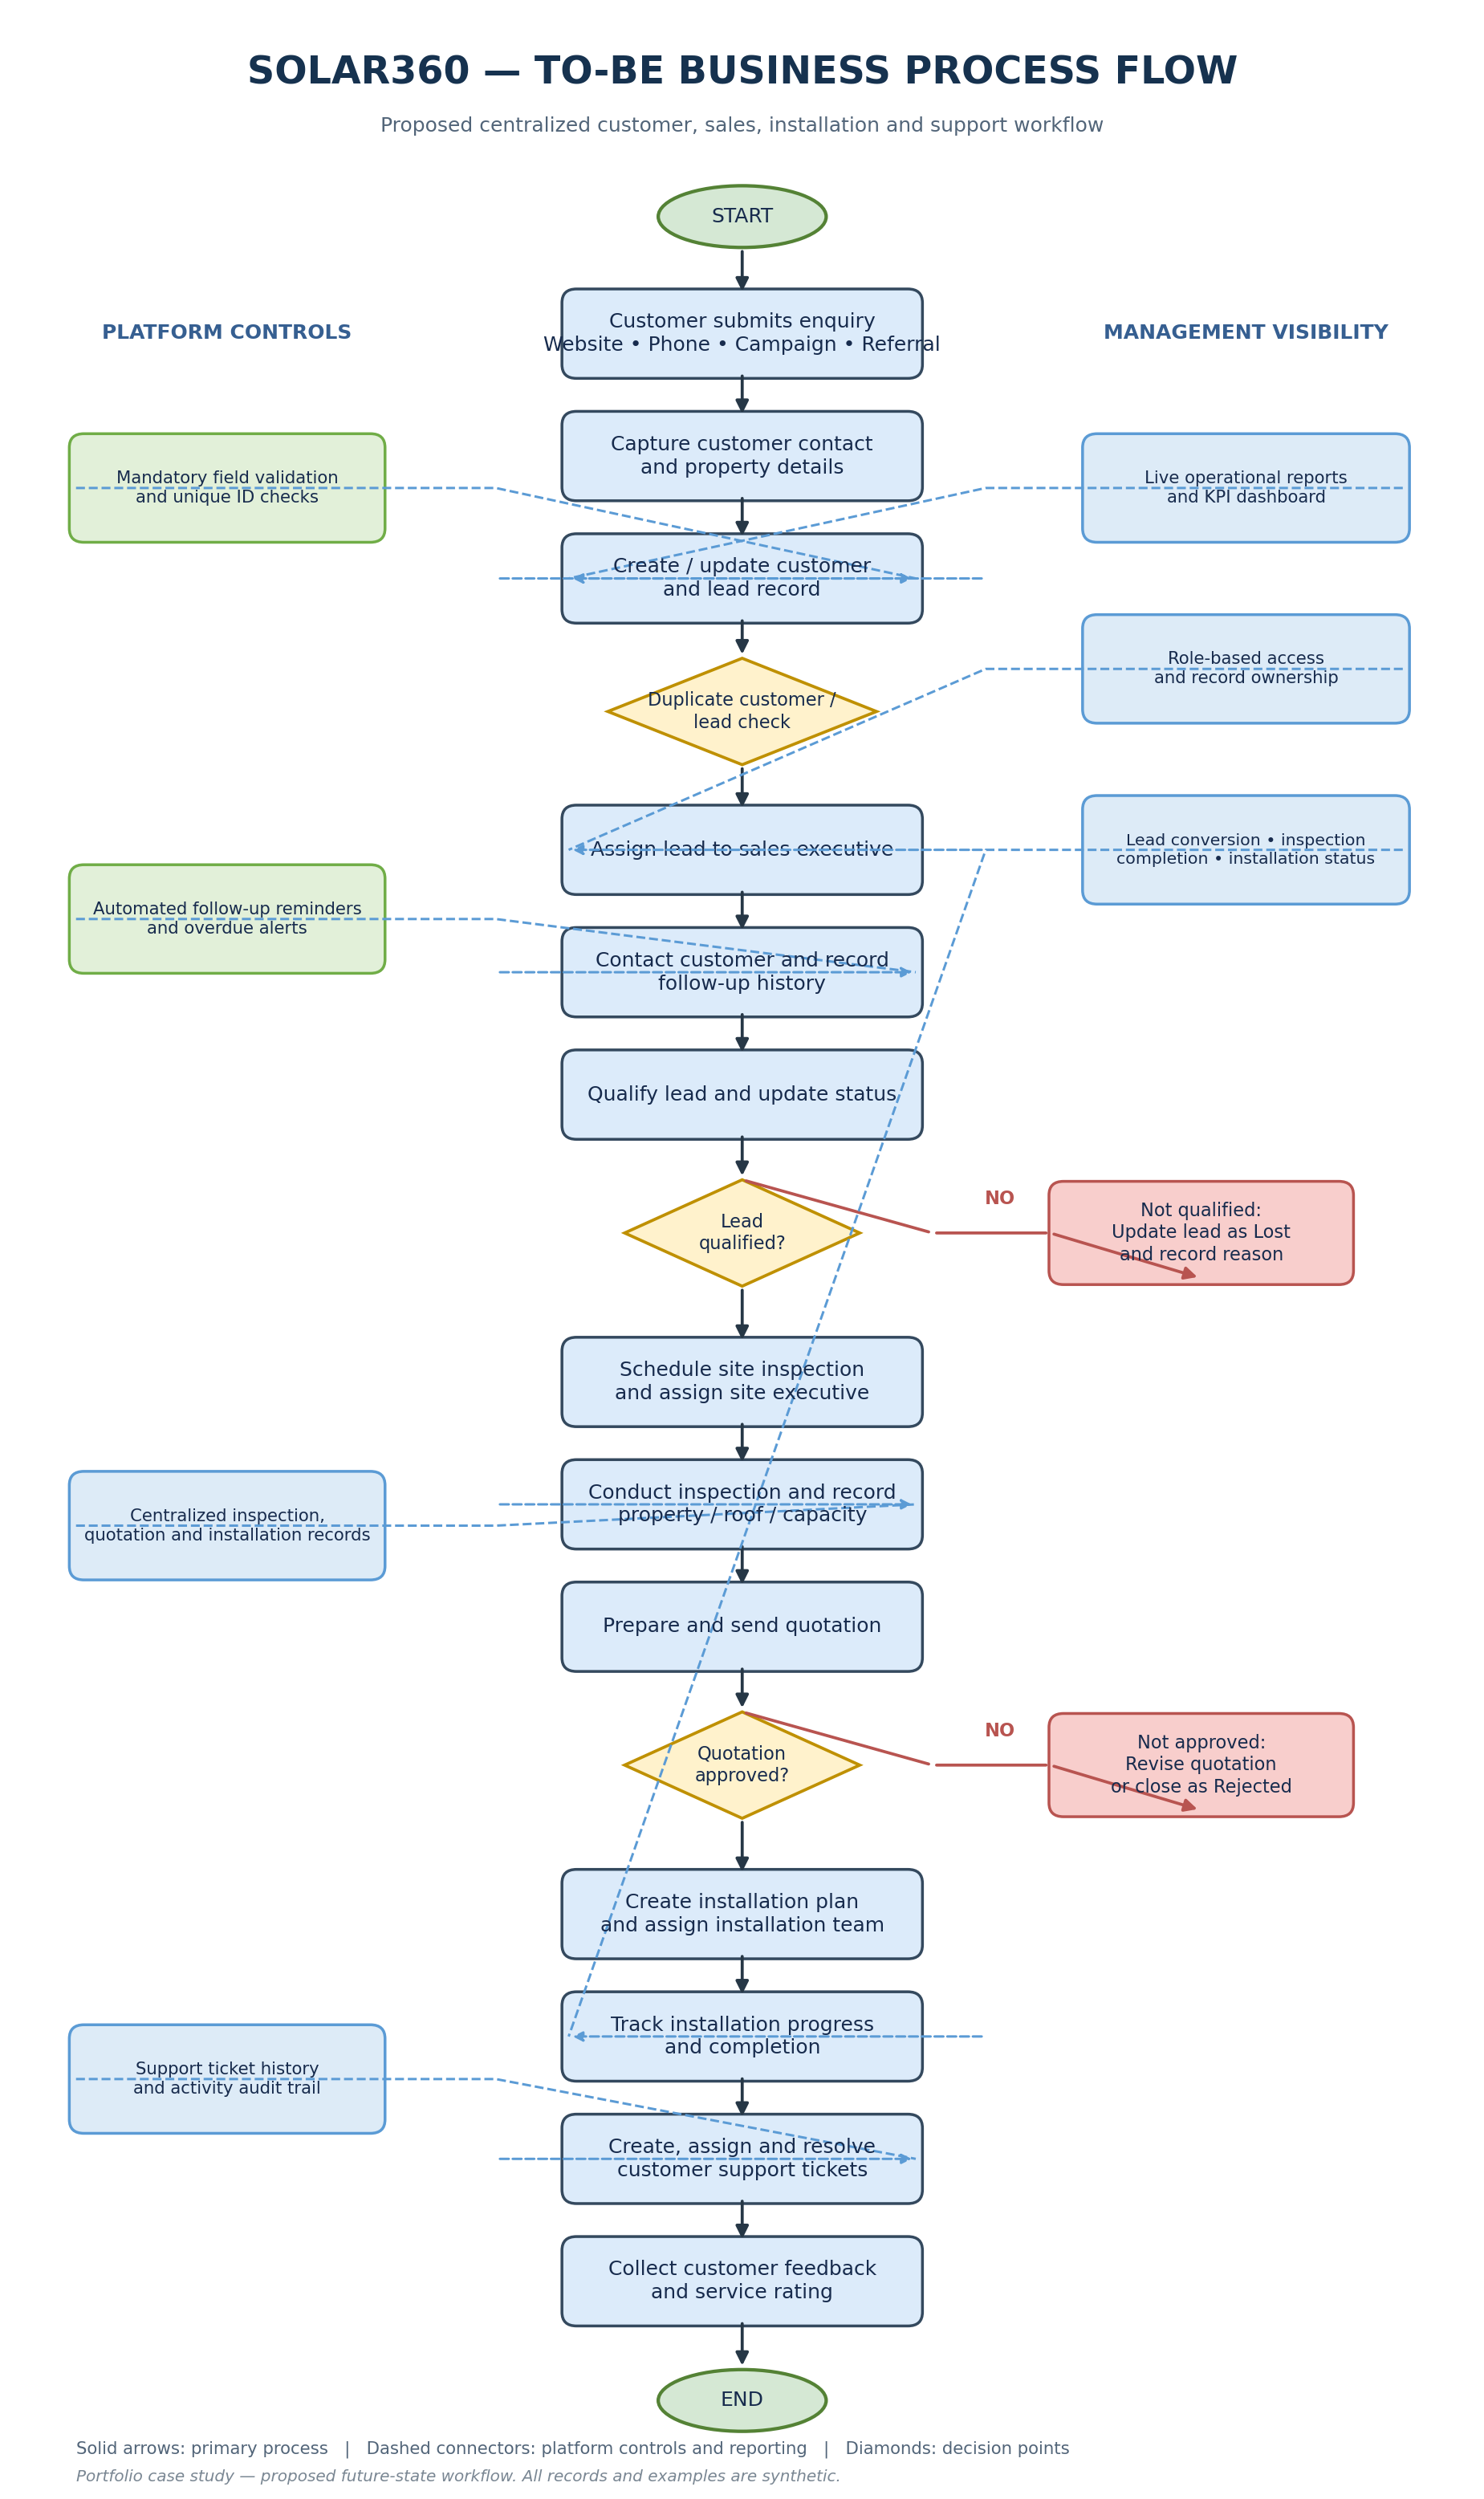 SOLAR360 — TO-BE BUSINESS PROCESS FLOW
Proposed centralized customer, sales, installation and support workflow
START
PLATFORM CONTROLS
Customer submits enquiry
Website • Phone • Campaign • Referral
MANAGEMENT VISIBILITY
Capture customer contact
and property details
Mandatory field validation
and unique ID checks
Live operational reports
and KPI dashboard
Create / update customer
and lead record
Role-based access
and record ownership
Duplicate customer /
lead check
Assign lead to sales executive
Lead conversion • inspection
completion • installation status
Automated follow-up reminders
and overdue alerts
Contact customer and record
follow-up history
Qualify lead and update status
Lead
qualified?
NO
Not qualified:
Update lead as Lost
and record reason
Schedule site inspection
and assign site executive
Conduct inspection and record
property / roof / capacity
Centralized inspection,
quotation and installation records
Prepare and send quotation
Quotation
approved?
NO
Not approved:
Revise quotation
or close as Rejected
Create installation plan
and assign installation team
Track installation progress
and completion
Support ticket history
and activity audit trail
Create, assign and resolve
customer support tickets
Collect customer feedback
and service rating
END
Solid arrows: primary process | Dashed connectors: platform controls and reporting | Diamonds: decision points
Portfolio case study — proposed future-state workflow. All records and examples are synthetic.